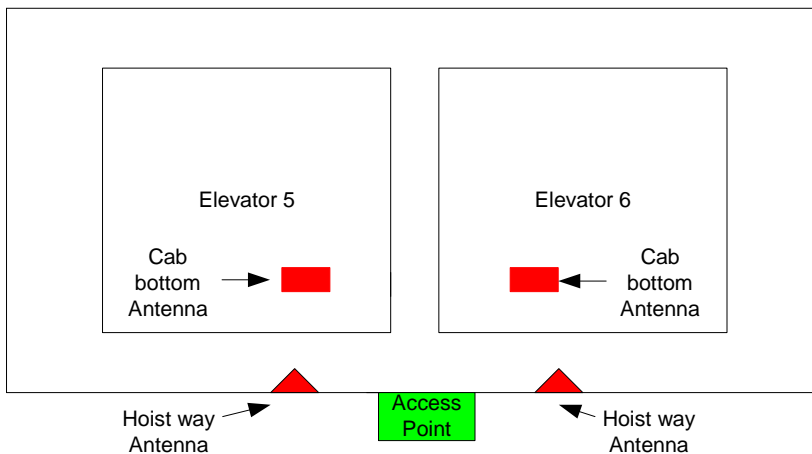 Elevator 5
Elevator 6
Cab
bottom
Antenna
Cab
bottom
Antenna
Hoist way
Antenna
Access
Point
Hoist way
Antenna